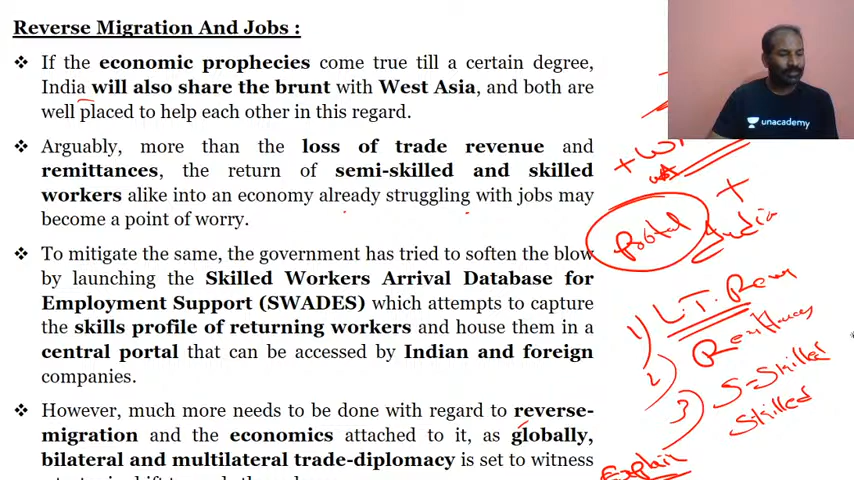 Reverse Migration And Jobs :
❖ If the economic prophecies come true till a certain degree,
India will also share the brunt with West Asia, and both are
well placed to help each other in this regard.
❖ Arguably, more than the loss of trade revenue and
remittances, the return of semi-skilled and skilled
workers alike into an economy already struggling with jobs may
become a point of worry.
❖ To mitigate the same, the government has tried to soften the blow
by launching the Skilled Workers Arrival Database for
Employment Support (SWADES) which attempts to capture
the skills profile of returning workers and house them in a
central portal that can be accessed by Indian and foreign
companies.
❖ However, much more needs to be done with regard to reverse-
migration and the economics attached to it, as globally,
bilateral and multilateral trade-diplomacy is set to witness
unacademy
+
Portal
India
1) L.T. Rev
2) Remittances
3) S-Skilled
Skilled
Explain